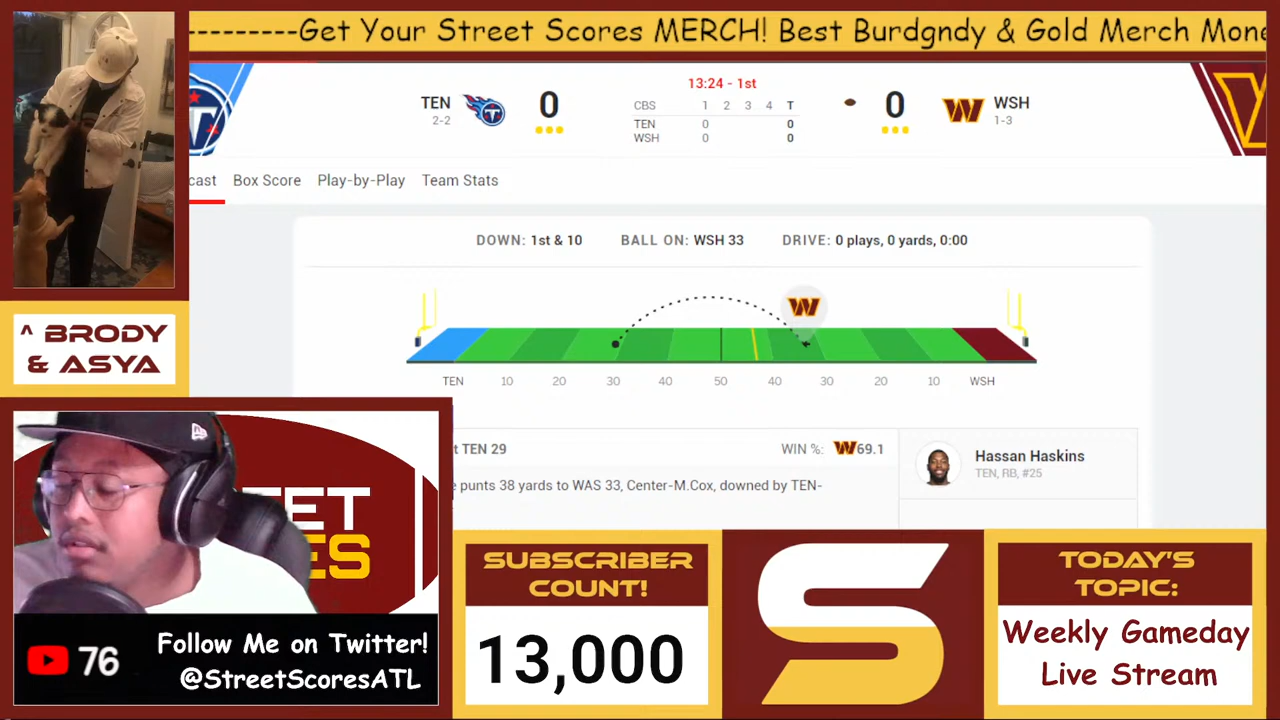 ---------Get Your Street Scores MERCH! Best Burdgndy & Gold Merch Mone
13:24 - 1st
TEN 0 0 WSH
2-2 1-3
CBS 1 2 3 4 T
TEN 0 0
WSH 0 0
cast Box Score Play-by-Play Team Stats
DOWN: 1st & 10 BALL ON: WSH 33 DRIVE: 0 plays, 0 yards, 0:00
W
TEN 10 20 30 40 50 40 30 20 10 WSH
^ BRODY
& ASYA
t TEN 29 WIN %: W 69.1
e punts 38 yards to WAS 33, Center-M.Cox, downed by TEN-
Hassan Haskins
TEN, RB, #25
EET
ES
76
Follow Me on Twitter!
@StreetScoresATL
SUBSCRIBER
COUNT!
13,000
S
TODAY'S
TOPIC:
Weekly Gameday
Live Stream